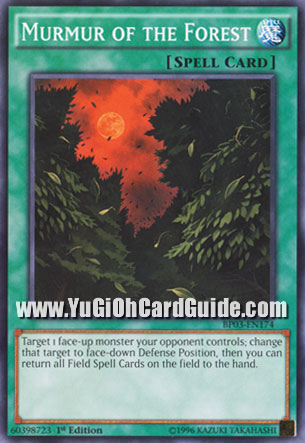 MURMUR OF THE FOREST
魔
[SPELL CARD]
www.YuGiOhCardGuide.com
BP03-EN174
Target 1 face-up monster your opponent controls; change
that target to face-down Defense Position, then you can
return all Field Spell Cards on the field to the hand.
60398723 1st Edition ©1996 KAZUKI TAKAHASHI